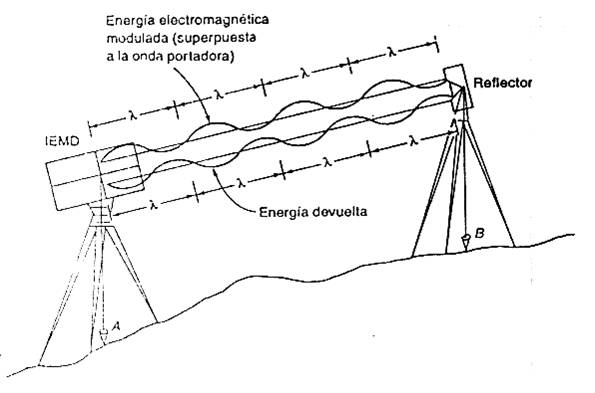 Energía electromagnética
modulada (superpuesta
a la onda portadora)
λ
λ
λ
λ
Reflector
IEMD
λ
λ
λ
λ
Energía devuelta
B
A